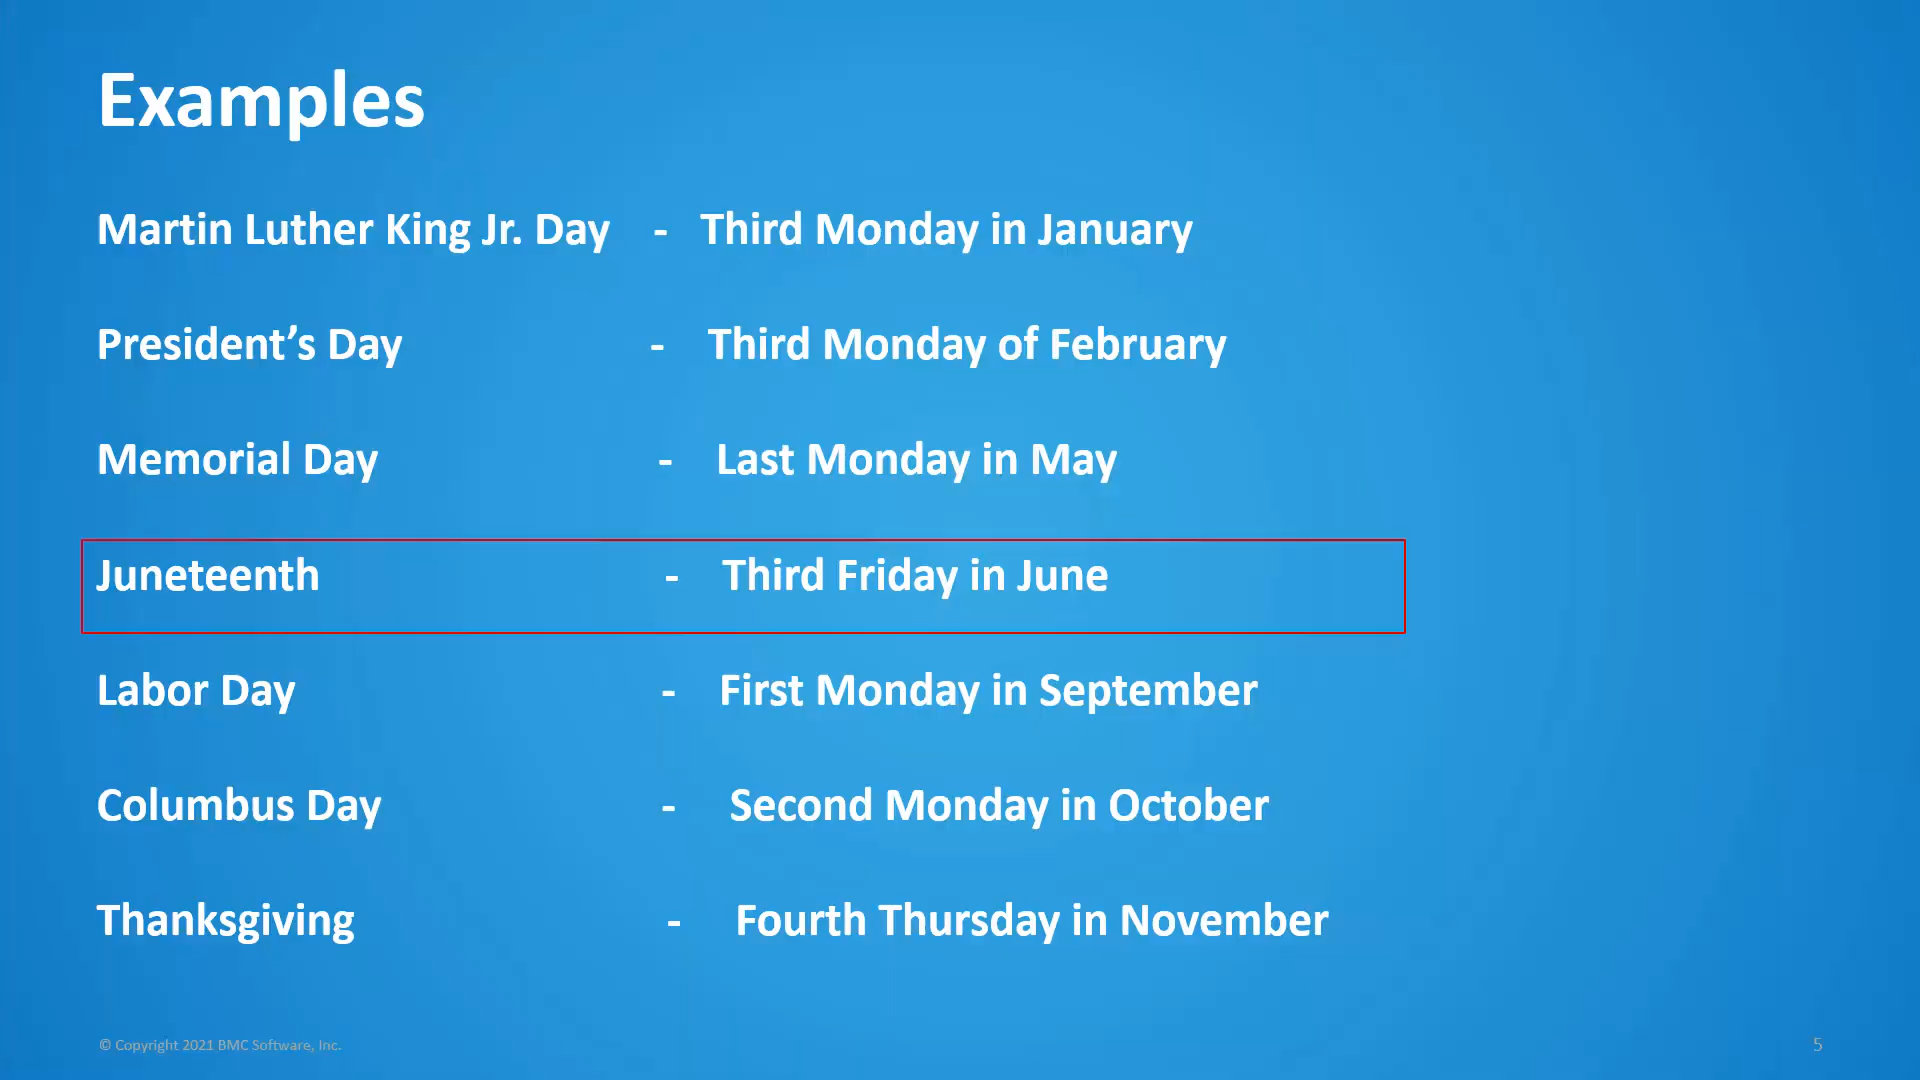 Examples
Martin Luther King Jr. Day - Third Monday in January
President’s Day - Third Monday of February
Memorial Day - Last Monday in May
Juneteenth - Third Friday in June
Labor Day - First Monday in September
Columbus Day - Second Monday in October
Thanksgiving - Fourth Thursday in November
© Copyright 2021 BMC Software, Inc.
5